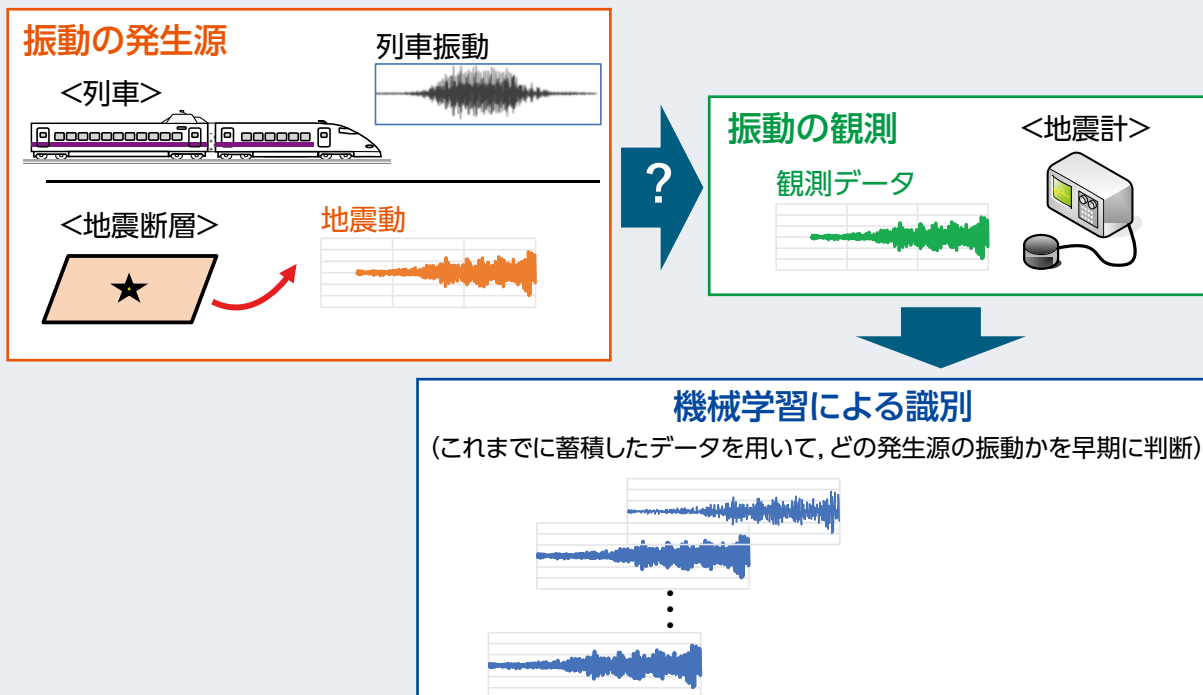 振動の発生源
列車振動
<列車>
<地震断層>
地震動
?
振動の観測
<地震計>
観測データ
機械学習による識別
(これまでに蓄積したデータを用いて,どの発生源の振動かを早期に判断)